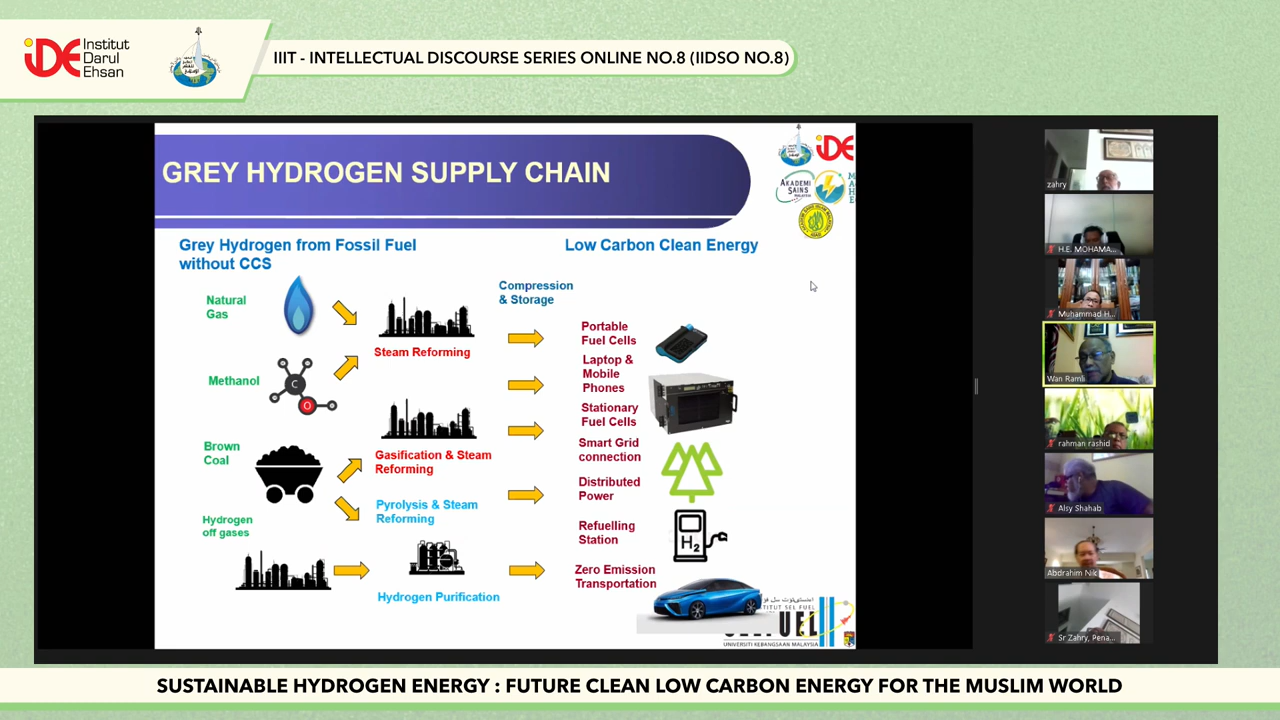 iDE Institut
Darul
Ehsan
IIIT - INTELLECTUAL DISCOURSE SERIES ONLINE NO.8 (IIDSO NO.8)
GREY HYDROGEN SUPPLY CHAIN
iDE
AKADEMI
SAINS
MALAYSIA
Grey Hydrogen from Fossil Fuel
without CCS
Low Carbon Clean Energy
Compression
& Storage
Natural
Gas
Steam Reforming
Methanol
C
O
Brown
Coal
Gasification & Steam
Reforming
Pyrolysis & Steam
Reforming
Hydrogen
off gases
Hydrogen Purification
Portable
Fuel Cells
Laptop &
Mobile
Phones
Stationary
Fuel Cells
Smart Grid
connection
Distributed
Power
Refuelling
Station
H2
Zero Emission
Transportation
UNIVERSITI KEBANGSAAN MALAYSIA
zahry
H.E. MOHAMA...
Muhammad H...
Wan Ramli
rahman rashid
Alsy Shahab
Abdrahim Nik
Sr Zahry, Pena...
SUSTAINABLE HYDROGEN ENERGY : FUTURE CLEAN LOW CARBON ENERGY FOR THE MUSLIM WORLD